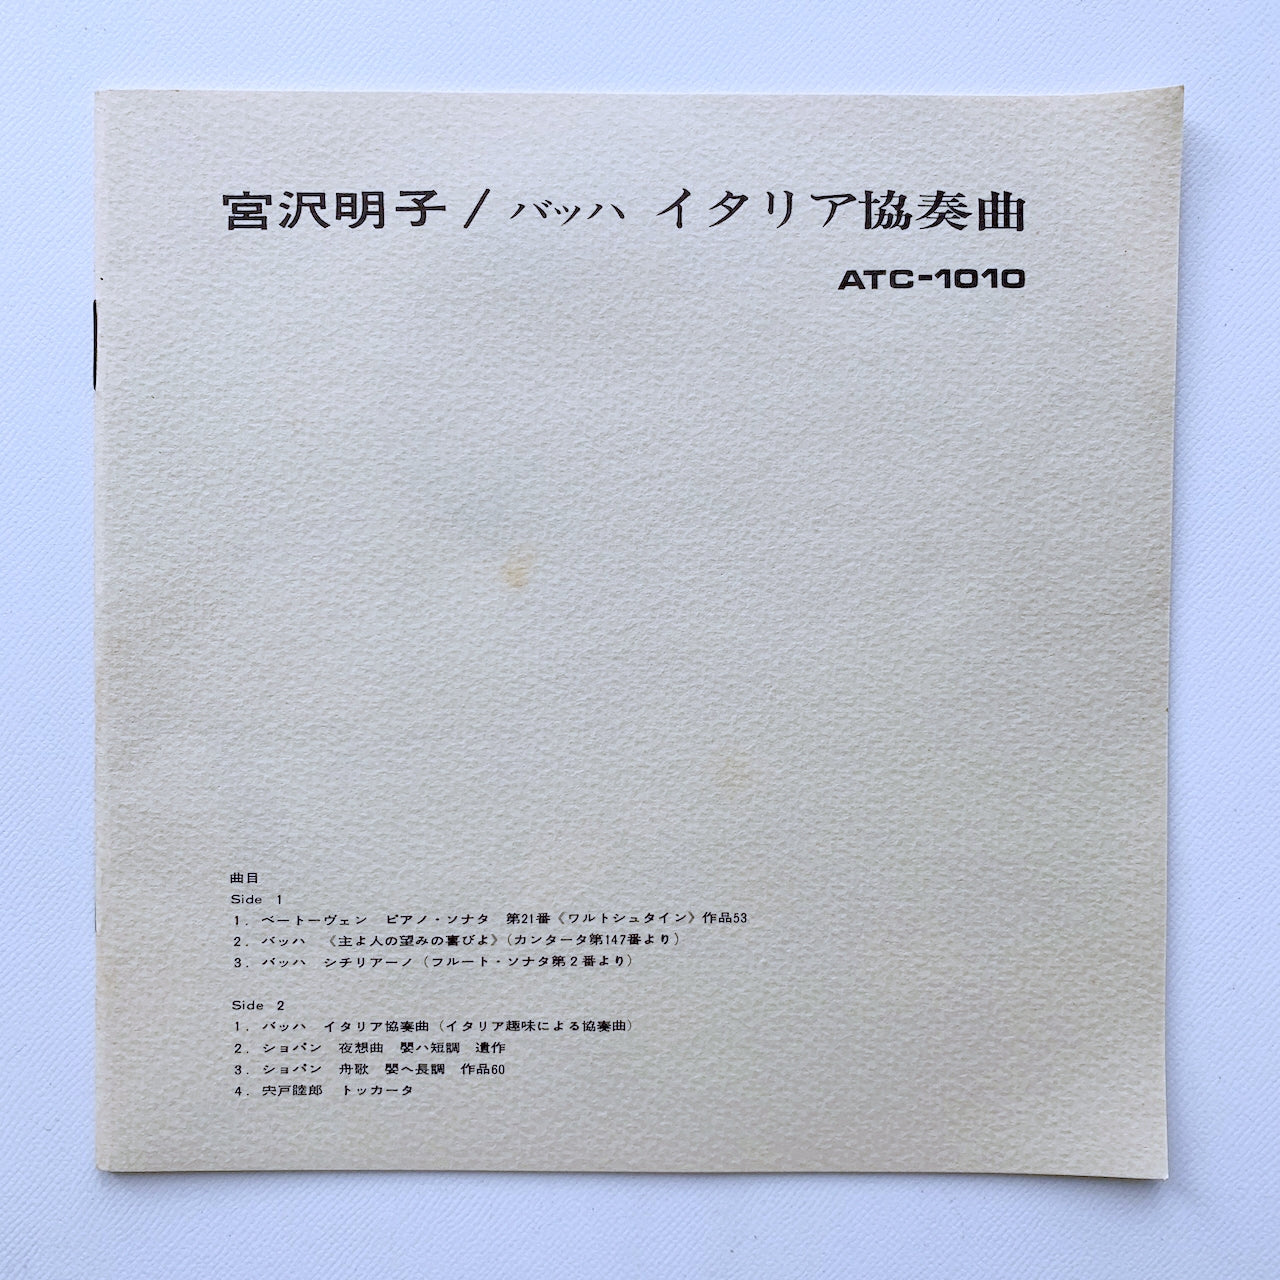 宮沢明子/バッハ イタリア協奏曲
ATC-1010
曲目
Side 1
1. ベートーヴェン ピアノ・ソナタ 第21番《ワルトシュタイン》作品53
2. バッハ 《主よ人の望みの喜びよ》(カンタータ第147番より)
3. バッハ シチリアーノ(フルート・ソナタ第2番より)
Side 2
1. バッハ イタリア協奏曲(イタリア趣味による協奏曲)
2. ショパン 夜想曲 嬰ハ短調 遺作
3. ショパン 舟歌 嬰ヘ長調 作品60
4. 宍戸睦郎 トッカータ